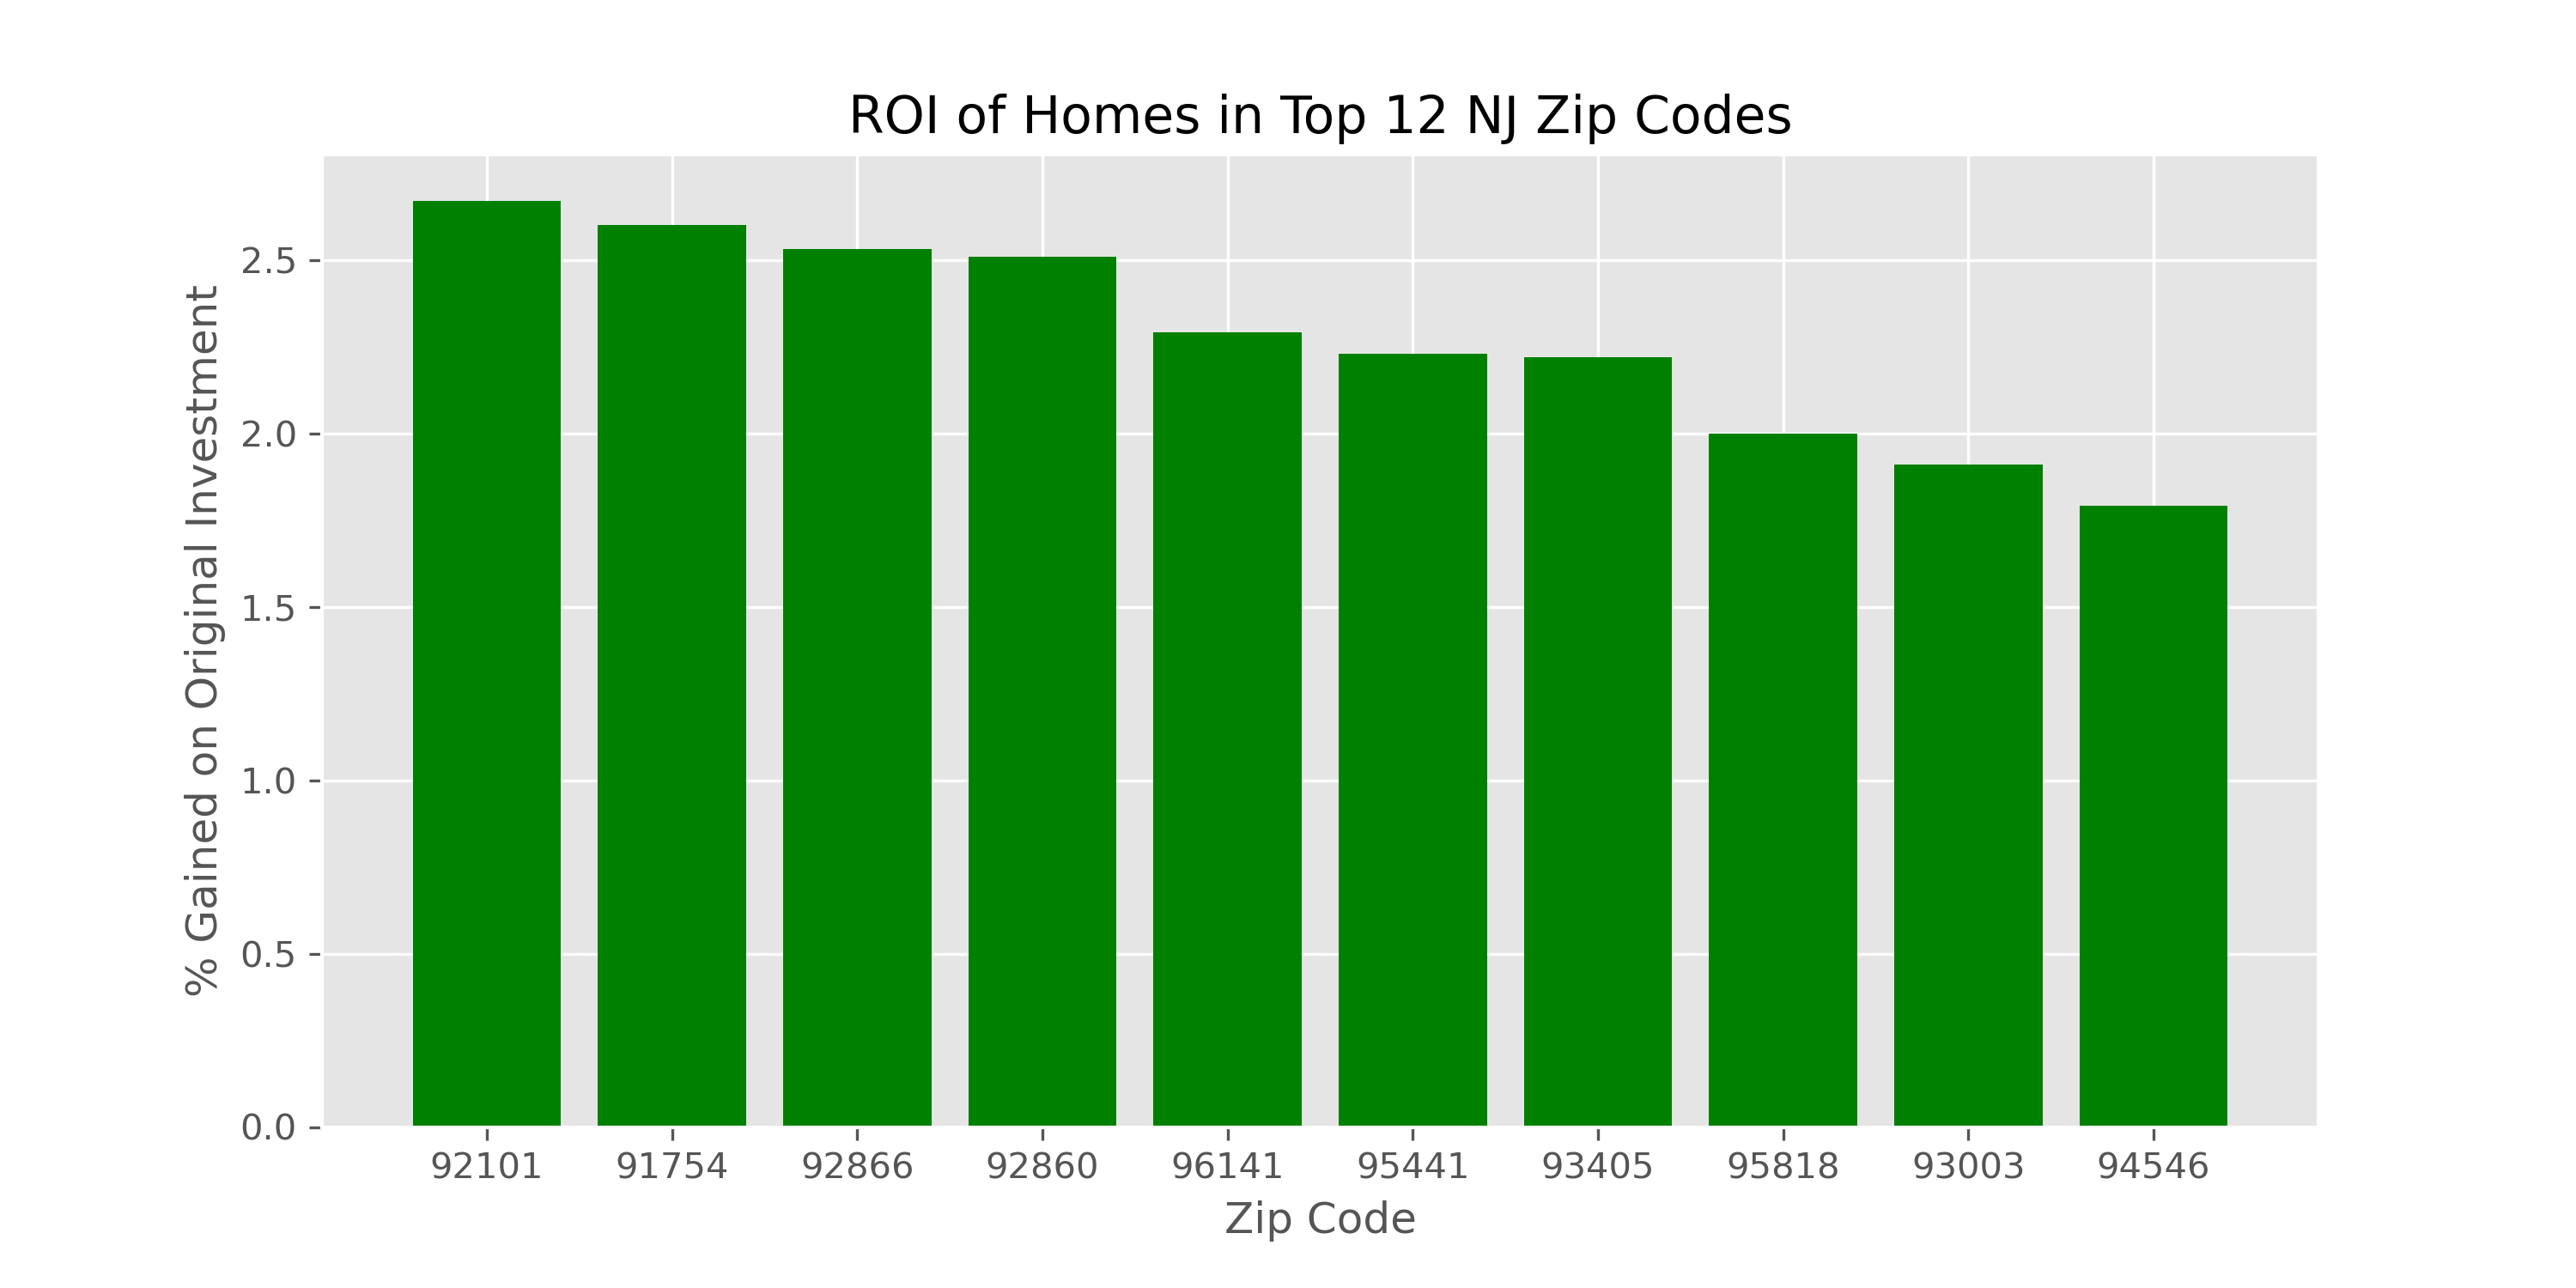 ROI of Homes in Top 12 NJ Zip Codes
% Gained on Original Investment
2.5
2.0
1.5
1.0
0.5
0.0
92101 91754 92866 92860 96141 95441 93405 95818 93003 94546
Zip Code